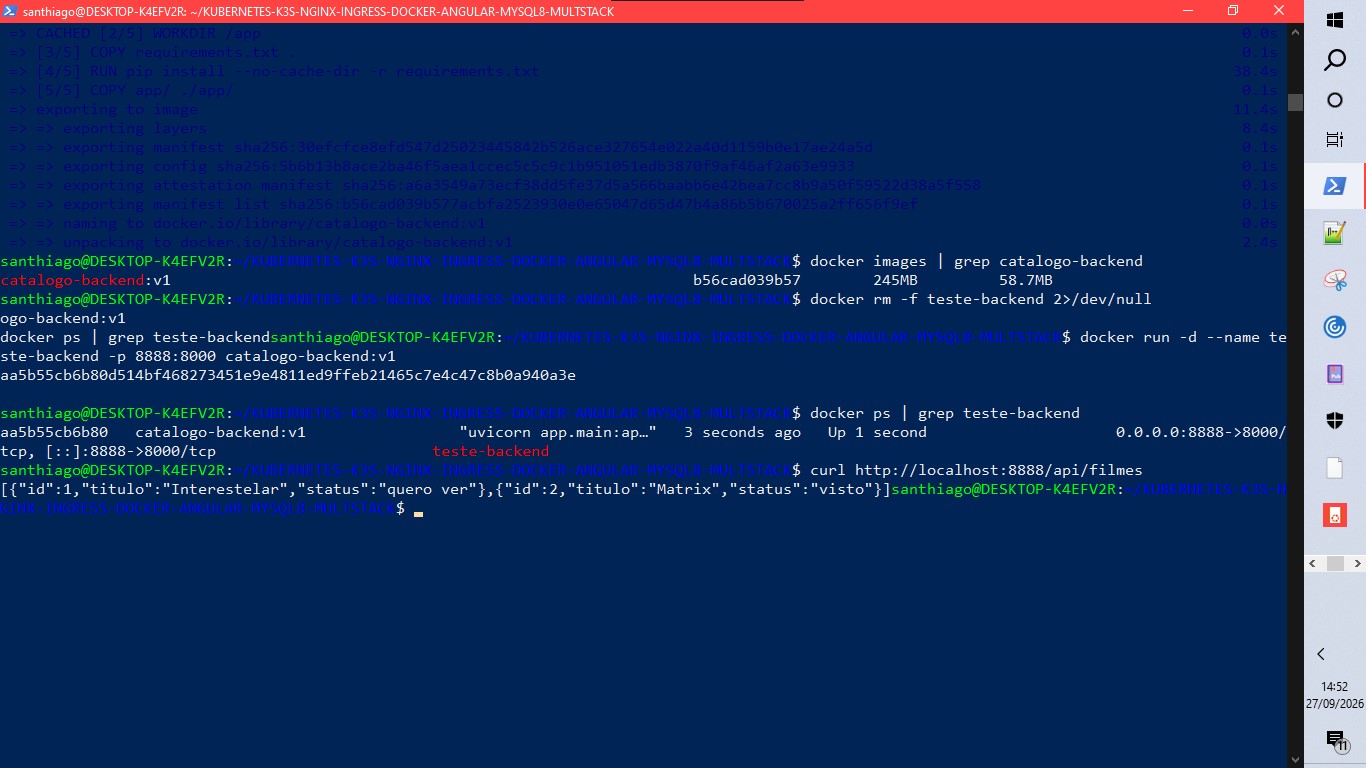 santhiago@DESKTOP-K4EFV2R: ~/KUBERNETES-K3S-NGINX-INGRESS-DOCKER-ANGULAR-MYSQL8-MULTSTACK
=> CACHED [2/5] WORKDIR /app 0.0s
=> [3/5] COPY requirements.txt . 0.1s
=> [4/5] RUN pip install --no-cache-dir -r requirements.txt 38.4s
=> [5/5] COPY app/ ./app/ 0.1s
=> exporting to image 11.4s
=> => exporting layers 8.4s
=> => exporting manifest sha256:30efcfce8efd547d25023445842b526ace327654e022a40d1159b0e17ae24a5d 0.1s
=> => exporting config sha256:5b6b13b8ace2ba46f5aea1ccec5c5c9c1b951051edb3870f9af46af2a63e9933 0.1s
=> => exporting attestation manifest sha256:a6a3549a73ecf38dd5fe37d5a566baabb6e42bea7cc8b9a50f59522d38a5f558 0.1s
=> => exporting manifest list sha256:b56cad039b577acbfa2523930e0e65047d65d47b4a86b5b670025a2ff656f9ef 0.1s
=> => naming to docker.io/library/catalogo-backend:v1 0.0s
=> => unpacking to docker.io/library/catalogo-backend:v1 2.4s
santhiago@DESKTOP-K4EFV2R:~/KUBERNETES-K3S-NGINX-INGRESS-DOCKER-ANGULAR-MYSQL8-MULTSTACK$ docker images | grep catalogo-backend
catalogo-backend:v1 b56cad039b57 245MB 58.7MB
santhiago@DESKTOP-K4EFV2R:~/KUBERNETES-K3S-NGINX-INGRESS-DOCKER-ANGULAR-MYSQL8-MULTSTACK$ docker rm -f teste-backend 2>/dev/null
ogo-backend:v1
docker ps | grep teste-backendsanthiago@DESKTOP-K4EFV2R:~/KUBERNETES-K3S-NGINX-INGRESS-DOCKER-ANGULAR-MYSQL8-MULTSTACK$ docker run -d --name te
ste-backend -p 8888:8000 catalogo-backend:v1
aa5b55cb6b80d514bf468273451e9e4811ed9ffeb21465c7e4c47c8b0a940a3e
santhiago@DESKTOP-K4EFV2R:~/KUBERNETES-K3S-NGINX-INGRESS-DOCKER-ANGULAR-MYSQL8-MULTSTACK$ docker ps | grep teste-backend
aa5b55cb6b80 catalogo-backend:v1 "uvicorn app.main:ap…" 3 seconds ago Up 1 second 0.0.0.0:8888->8000/
tcp, [::]:8888->8000/tcp teste-backend
santhiago@DESKTOP-K4EFV2R:~/KUBERNETES-K3S-NGINX-INGRESS-DOCKER-ANGULAR-MYSQL8-MULTSTACK$ curl http://localhost:8888/api/filmes
[{"id":1,"titulo":"Interestelar","status":"quero ver"},{"id":2,"titulo":"Matrix","status":"visto"}]santhiago@DESKTOP-K4EFV2R:~/KUBERNETES-K3S-N
GINX-INGRESS-DOCKER-ANGULAR-MYSQL8-MULTSTACK$
14:52
27/09/2026
11